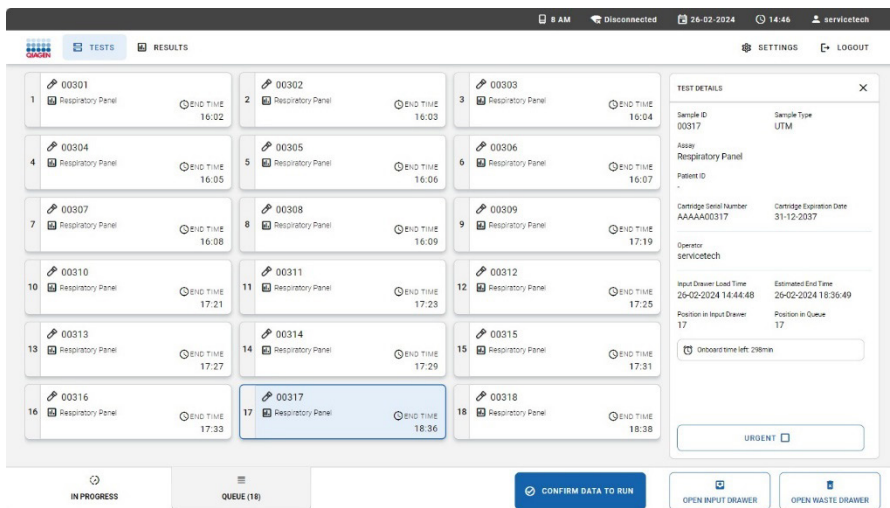 8 AM Disconnected 26-02-2024 14:46 servicetech
QIAGEN TESTS RESULTS SETTINGS LOGOUT
1 00301 Respiratory Panel END TIME 16:02
2 00302 Respiratory Panel END TIME 16:03
3 00303 Respiratory Panel END TIME 16:04
4 00304 Respiratory Panel END TIME 16:05
5 00305 Respiratory Panel END TIME 16:06
6 00306 Respiratory Panel END TIME 16:07
7 00307 Respiratory Panel END TIME 16:08
8 00308 Respiratory Panel END TIME 16:09
9 00309 Respiratory Panel END TIME 17:19
10 00310 Respiratory Panel END TIME 17:21
11 00311 Respiratory Panel END TIME 17:23
12 00312 Respiratory Panel END TIME 17:25
13 00313 Respiratory Panel END TIME 17:27
14 00314 Respiratory Panel END TIME 17:29
15 00315 Respiratory Panel END TIME 17:31
16 00316 Respiratory Panel END TIME 17:33
17 00317 Respiratory Panel END TIME 18:36
18 00318 Respiratory Panel END TIME 18:38
TEST DETAILS
Sample ID Sample Type
00317 UTM
Assay
Respiratory Panel
Patient ID
-
Cartridge Serial Number Cartridge Expiration Date
AAAAA00317 31-12-2037
Operator
servicetech
Input Drawer Load Time Estimated End Time
26-02-2024 14:44:48 26-02-2024 18:36:49
Position in Input Drawer Position in Queue
17 17
Onboard time left: 298min
URGENT
IN PROGRESS QUEUE (18) CONFIRM DATA TO RUN OPEN INPUT DRAWER OPEN WASTE DRAWER